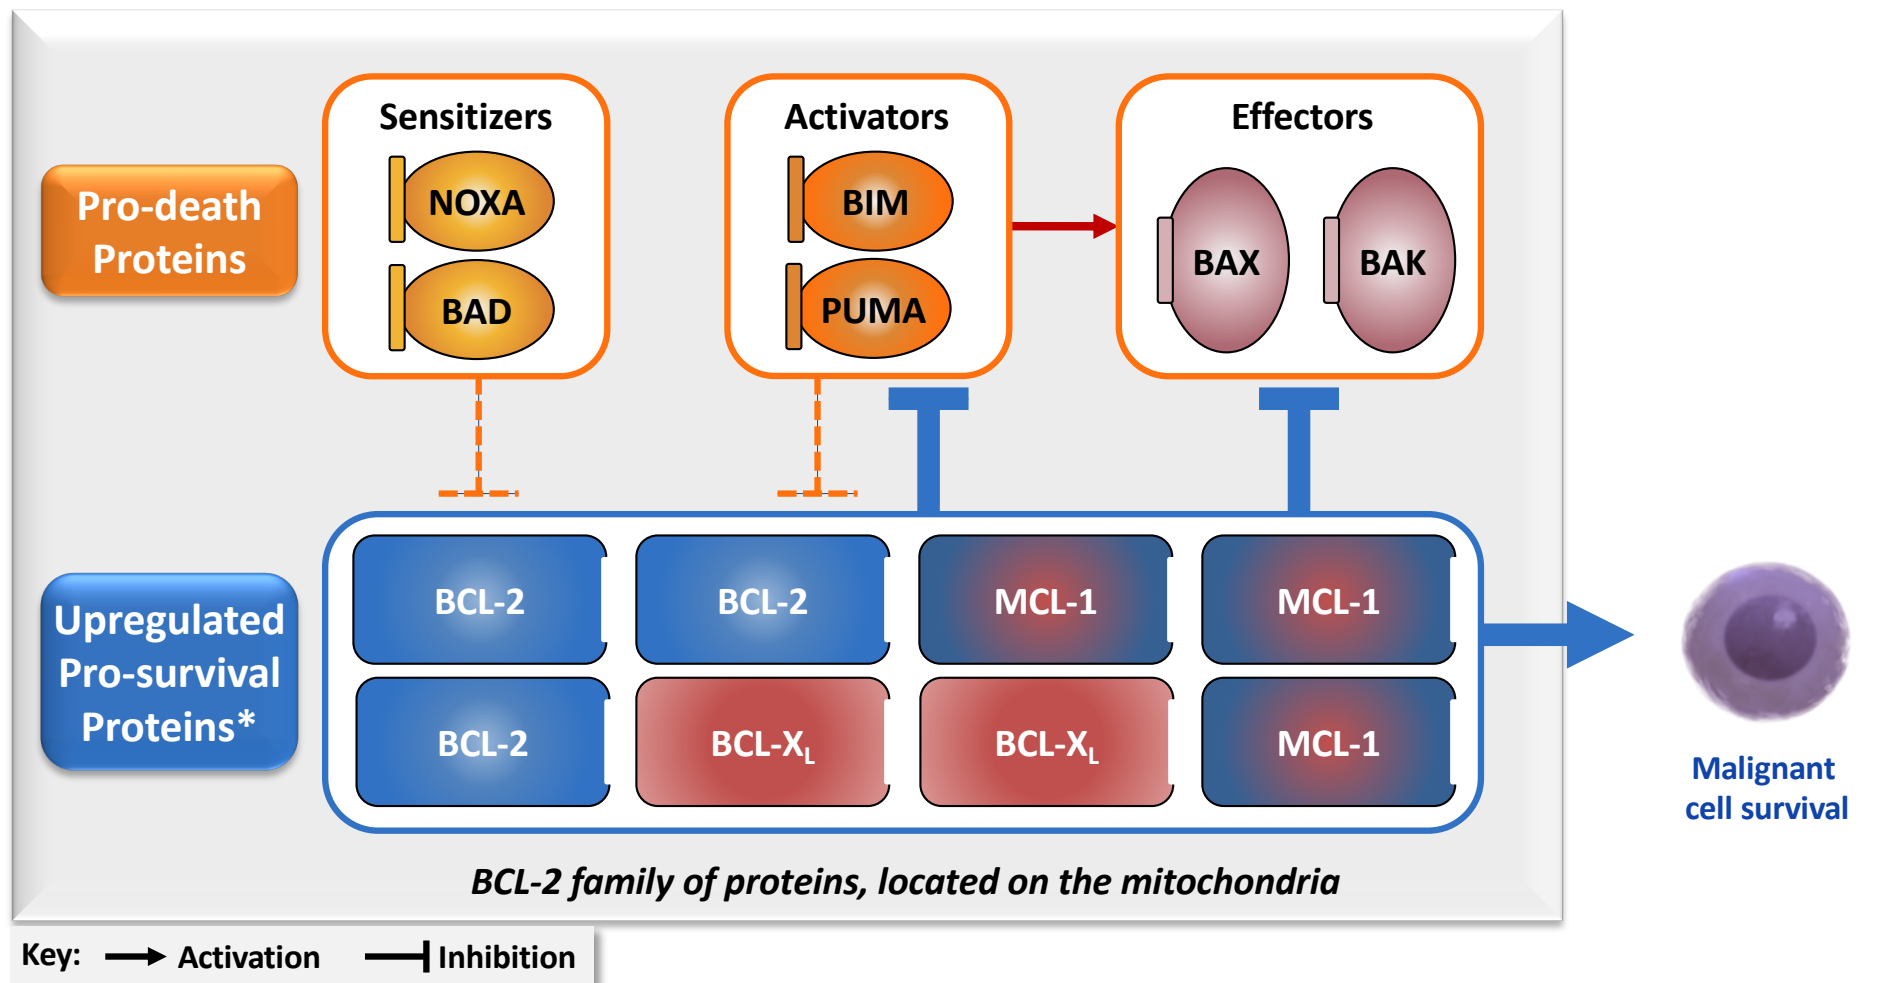 Sensitizers
Activators
Effectors
Pro-death
Proteins
NOXA
BAD
BIM
PUMA
BAX
BAK
Upregulated
Pro-survival
Proteins*
BCL-2
BCL-2
MCL-1
MCL-1
BCL-2
BCL-XL
BCL-XL
MCL-1
Malignant
cell survival
BCL-2 family of proteins, located on the mitochondria
Key: Activation Inhibition